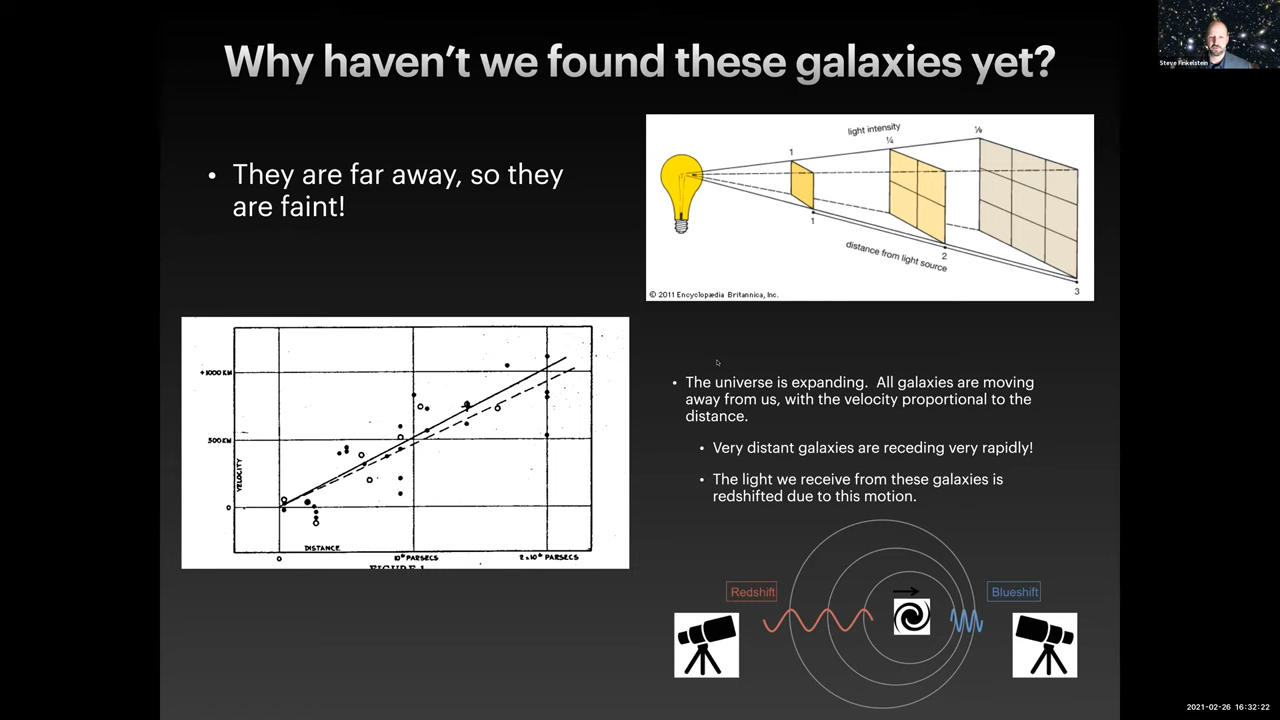 Why haven't we found these galaxies yet?
Steve Finkelstein
• They are far away, so they
are faint!
light intensity
1
¼
⅑
1
2
3
distance from light source
© 2011 Encyclopædia Britannica, Inc.
+1000 KM
500 KM
0
VELOCITY
DISTANCE
0
10⁶ PARSECS
2×10⁶ PARSECS
FIGURE 1
• The universe is expanding. All galaxies are moving
away from us, with the velocity proportional to the
distance.
• Very distant galaxies are receding very rapidly!
• The light we receive from these galaxies is
redshifted due to this motion.
Redshift
Blueshift
2021-02-26 16:32:22